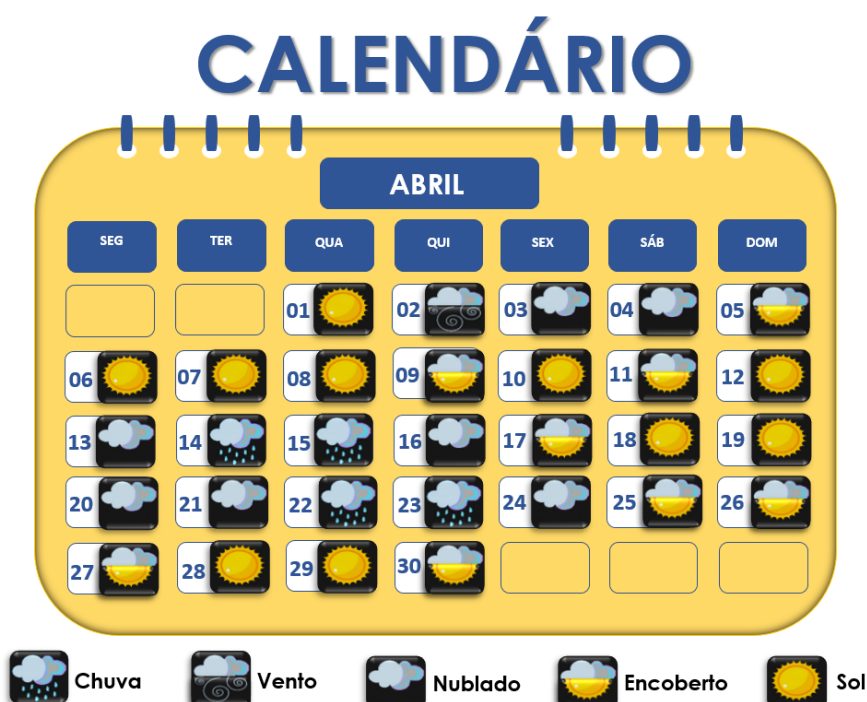 CALENDÁRIO
ABRIL
SEG TER QUA QUI SEX SÁB DOM
01 02 03 04 05
06 07 08 09 10 11 12
13 14 15 16 17 18 19
20 21 22 23 24 25 26
27 28 29 30
Chuva Vento Nublado Encoberto Sol